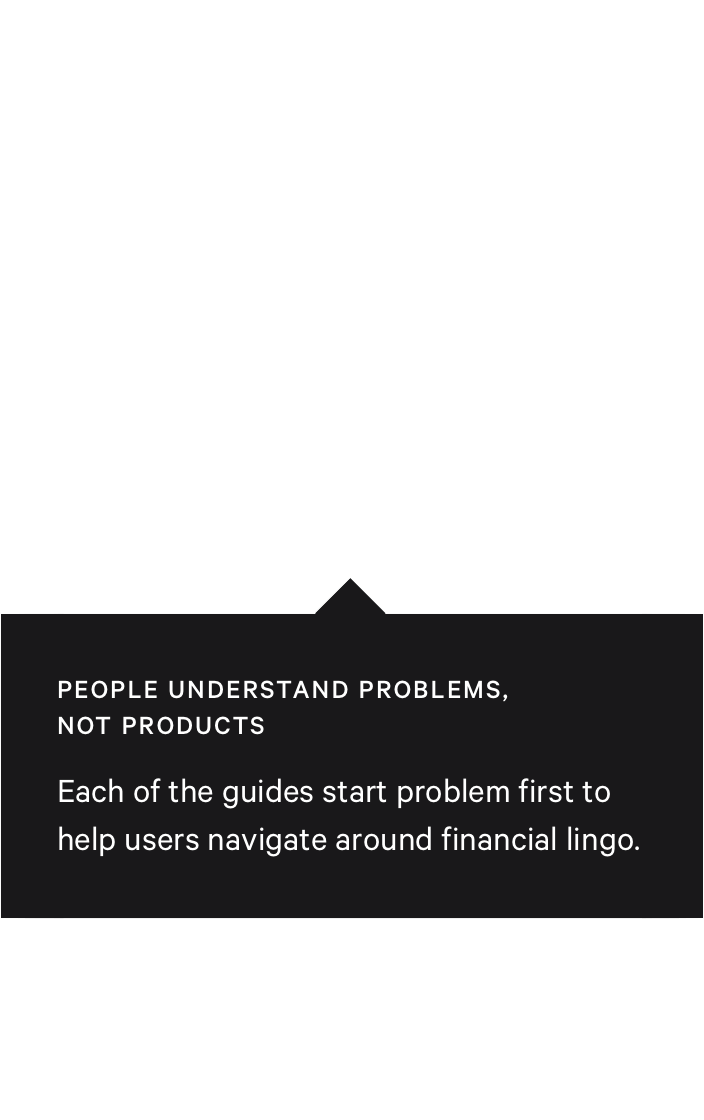 PEOPLE UNDERSTAND PROBLEMS,
NOT PRODUCTS
Each of the guides start problem first to
help users navigate around financial lingo.